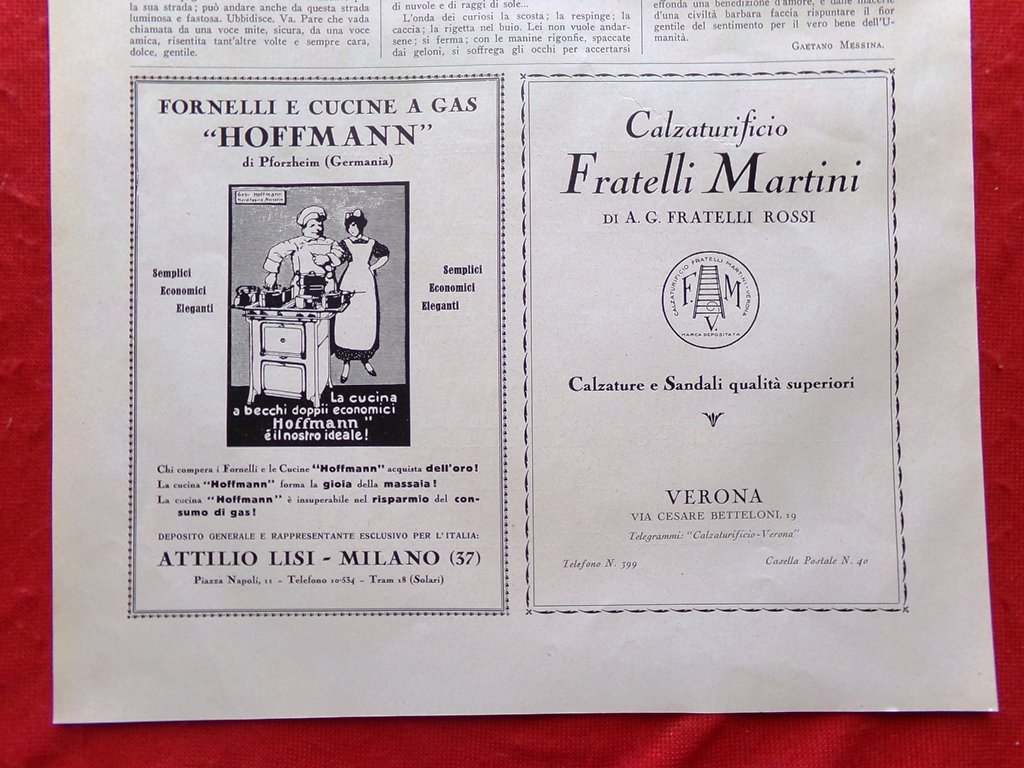 la sua strada; può andare anche da questa strada
luminosa e fastosa. Ubbidisce. Va. Pare che vada
chiamata da una voce mite, sicura, da una voce
amica, risentita tant'altre volte e sempre cara,
dolce, gentile.
di nuvole e di raggi di sole...
L'onda dei curiosi la scosta; la respinge; la
caccia; la rigetta nel buio. Lei non vuole andar-
sene; si ferma; con le manine rigonfie, spaccate
dai geloni, si soffrega gli occhi per accertarsi
effonda una benedizione d'amore, e dalle macerie
d'una civiltà barbara faccia rispuntare il fior
gentile del sentimento per il vero bene dell'U-
manità.
GAETANO MESSINA.
FORNELLI E CUCINE A GAS
"HOFFMANN"
di Pforzheim (Germania)
Gebr. Hoffmann
Semplici
Economici
Eleganti
Semplici
Economici
Eleganti
La cucina
a becchi doppii economici
Hoffmann"
è il nostro ideale!
Chi compera i Fornelli e le Cucine "Hoffmann" acquista dell'oro!
La cucina "Hoffmann" forma la gioia della massaia!
La cucina "Hoffmann" è insuperabile nel risparmio del con-
sumo di gas!
DEPOSITO GENERALE E RAPPRESENTANTE ESCLUSIVO PER L'ITALIA:
ATTILIO LISI - MILANO (37)
Piazza Napoli, 11 - Telefono 10-534 - Tram 18 (Solari)
Calzaturificio
Fratelli Martini
DI A. G. FRATELLI ROSSI
CALZATURIFICIO FRATELLI MARTINI - VERONA
F. M
V.
MARCA DEPOSITATA
Calzature e Sandali qualità superiori
VERONA
VIA CESARE BETTELONI, 19
Telegrammi: "Calzaturificio-Verona"
Telefono N. 399
Casella Postale N. 40